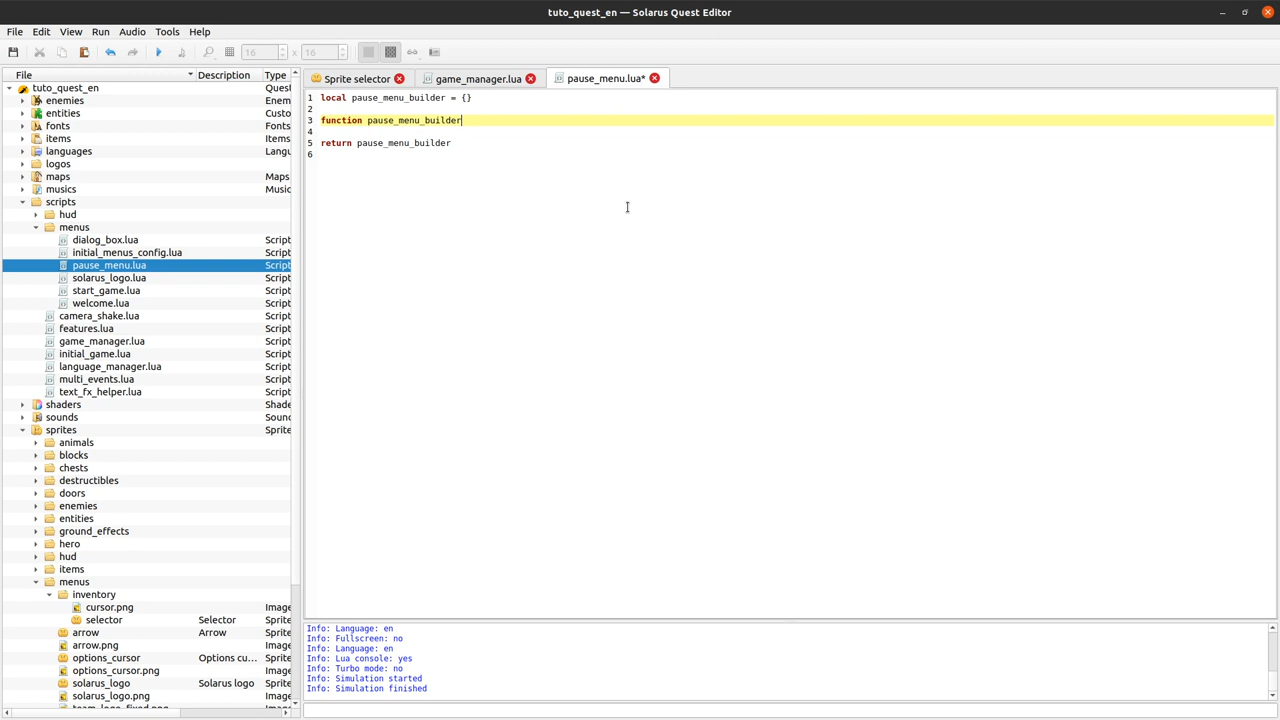 tuto_quest_en — Solarus Quest Editor
File Edit View Run Audio Tools Help
16 x 16
File Description Type
tuto_quest_en Quest
enemies Enem
entities Custo
fonts Fonts
items Items
languages Langu
logos
maps Maps
musics Music
scripts
hud
menus
dialog_box.lua Script
initial_menus_config.lua Script
pause_menu.lua Script
solarus_logo.lua Script
start_game.lua Script
welcome.lua Script
camera_shake.lua Script
features.lua Script
game_manager.lua Script
initial_game.lua Script
language_manager.lua Script
multi_events.lua Script
text_fx_helper.lua Script
shaders Shade
sounds Sound
sprites Sprite
animals
blocks
chests
destructibles
doors
enemies
entities
ground_effects
hero
hud
items
menus
inventory
cursor.png Image
selector Selector Sprite
arrow Arrow Sprite
arrow.png Image
options_cursor Options cu... Sprite
options_cursor.png Image
solarus_logo Solarus logo Sprite
solarus_logo.png Image
team_logo_fixed.png Image
Sprite selector game_manager.lua pause_menu.lua*
1 local pause_menu_builder = {}
2
3 function pause_menu_builder
4
5 return pause_menu_builder
6
Info: Language: en
Info: Fullscreen: no
Info: Language: en
Info: Lua console: yes
Info: Turbo mode: no
Info: Simulation started
Info: Simulation finished